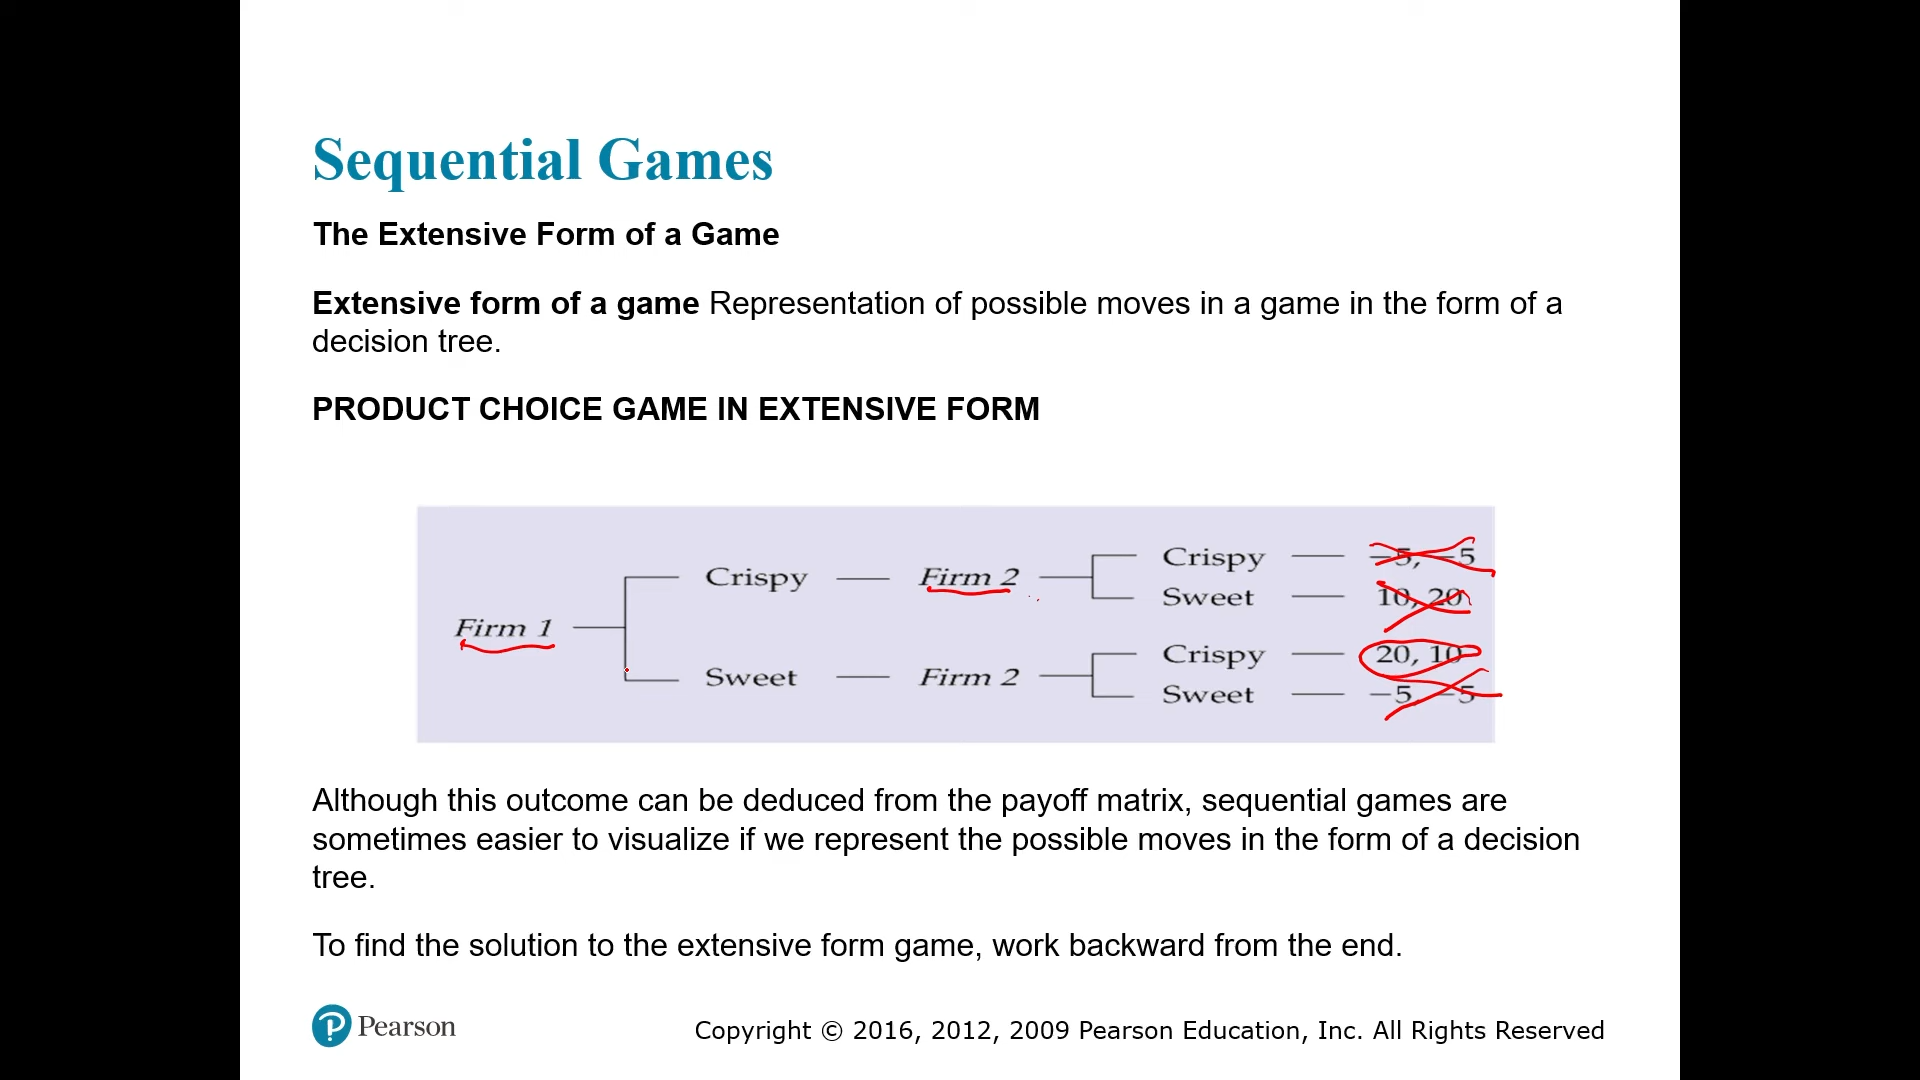 Sequential Games
The Extensive Form of a Game
Extensive form of a game Representation of possible moves in a game in the form of a
decision tree.
PRODUCT CHOICE GAME IN EXTENSIVE FORM
Crispy — −5, −5
Crispy — Firm 2
Sweet — 10, 20
Firm 1
Crispy — 20, 10
Sweet — Firm 2
Sweet — −5, −5
Although this outcome can be deduced from the payoff matrix, sequential games are
sometimes easier to visualize if we represent the possible moves in the form of a decision
tree.
To find the solution to the extensive form game, work backward from the end.
Pearson
Copyright © 2016, 2012, 2009 Pearson Education, Inc. All Rights Reserved